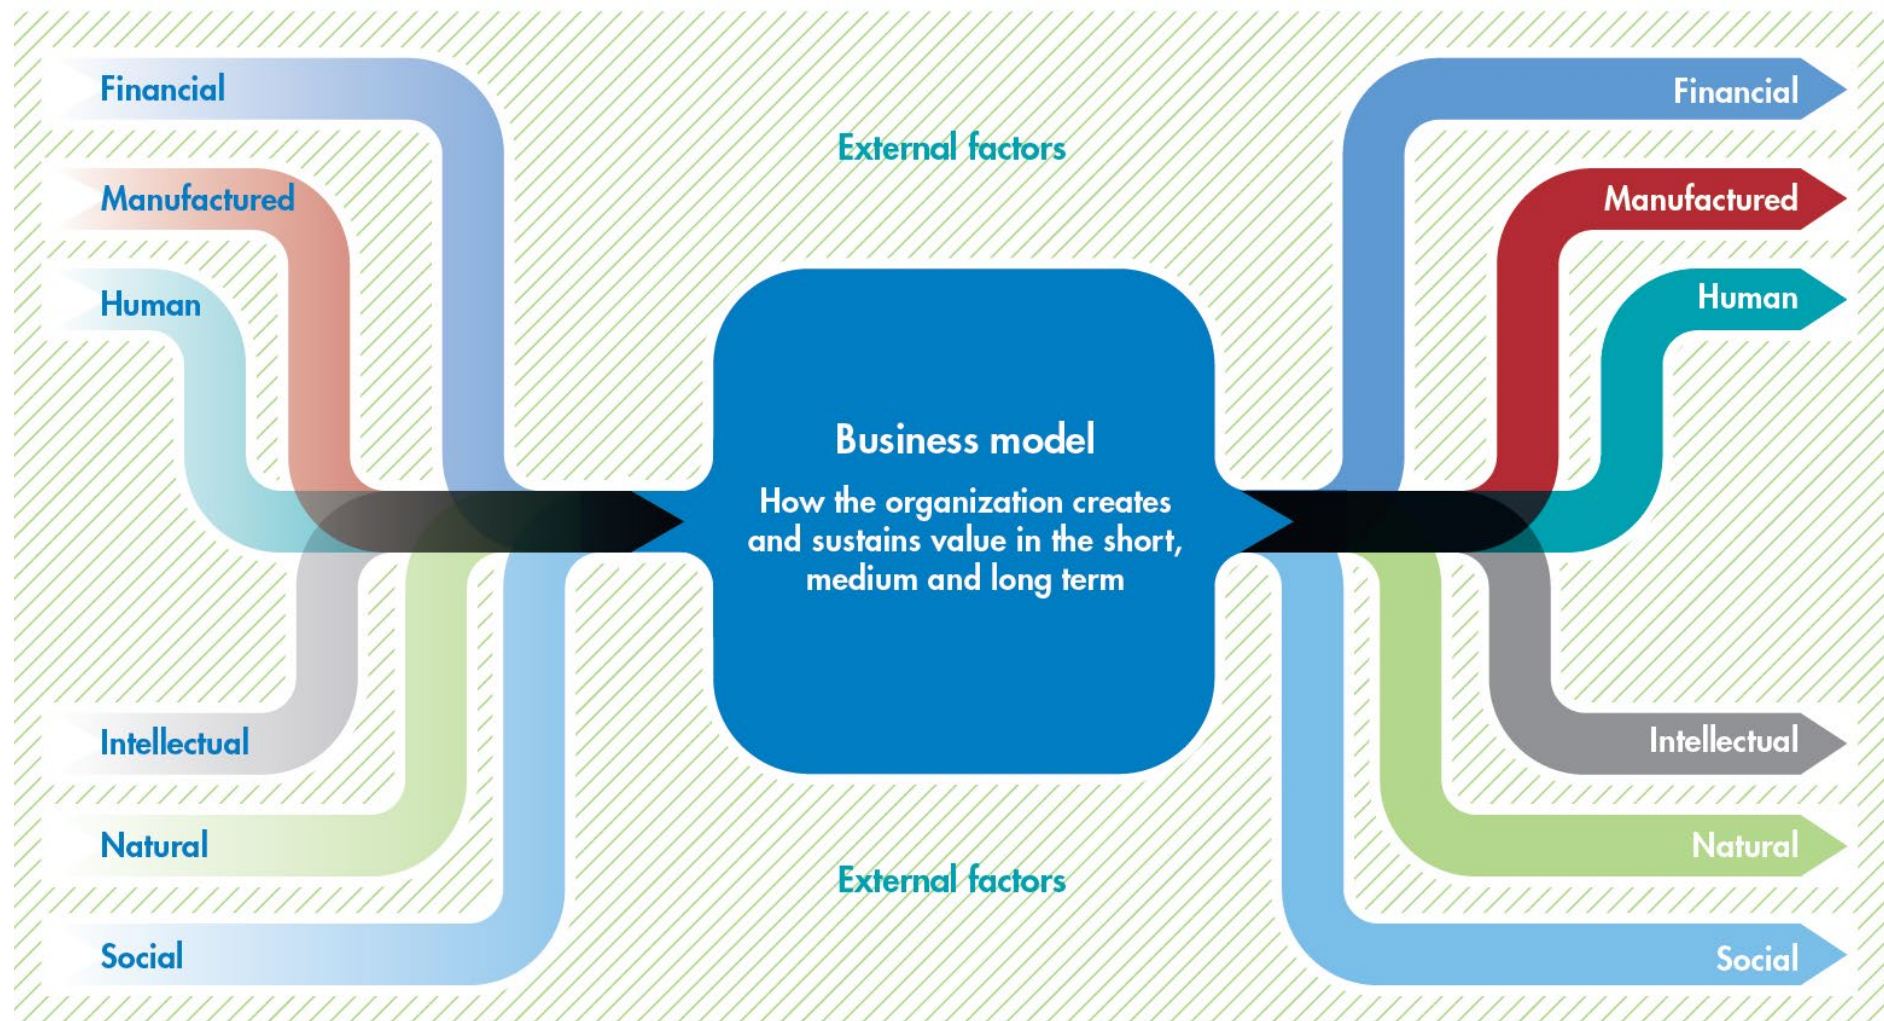 Financial
Manufactured
Human
Intellectual
Natural
Social
External factors
Business model
How the organization creates
and sustains value in the short,
medium and long term
External factors
Financial
Manufactured
Human
Intellectual
Natural
Social